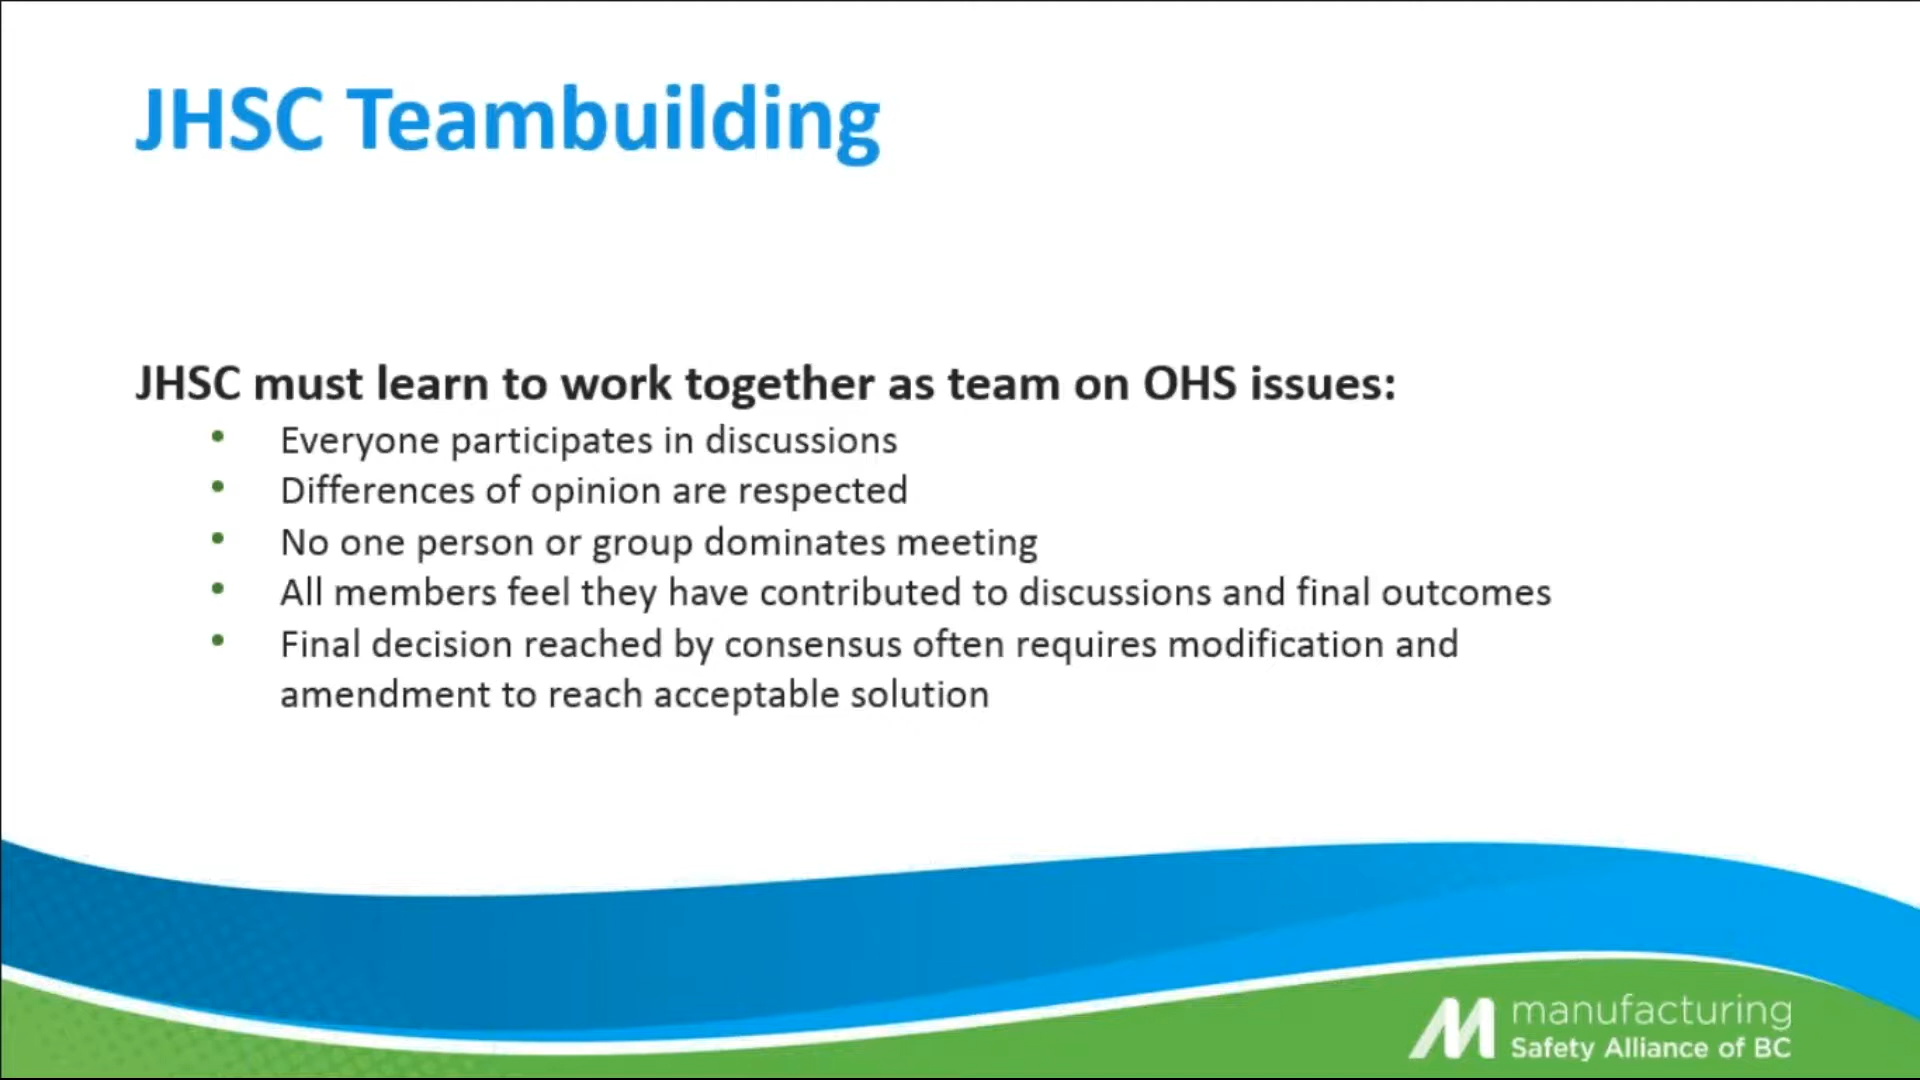 JHSC Teambuilding
JHSC must learn to work together as team on OHS issues:
• Everyone participates in discussions
• Differences of opinion are respected
• No one person or group dominates meeting
• All members feel they have contributed to discussions and final outcomes
• Final decision reached by consensus often requires modification and
amendment to reach acceptable solution
manufacturing
Safety Alliance of BC